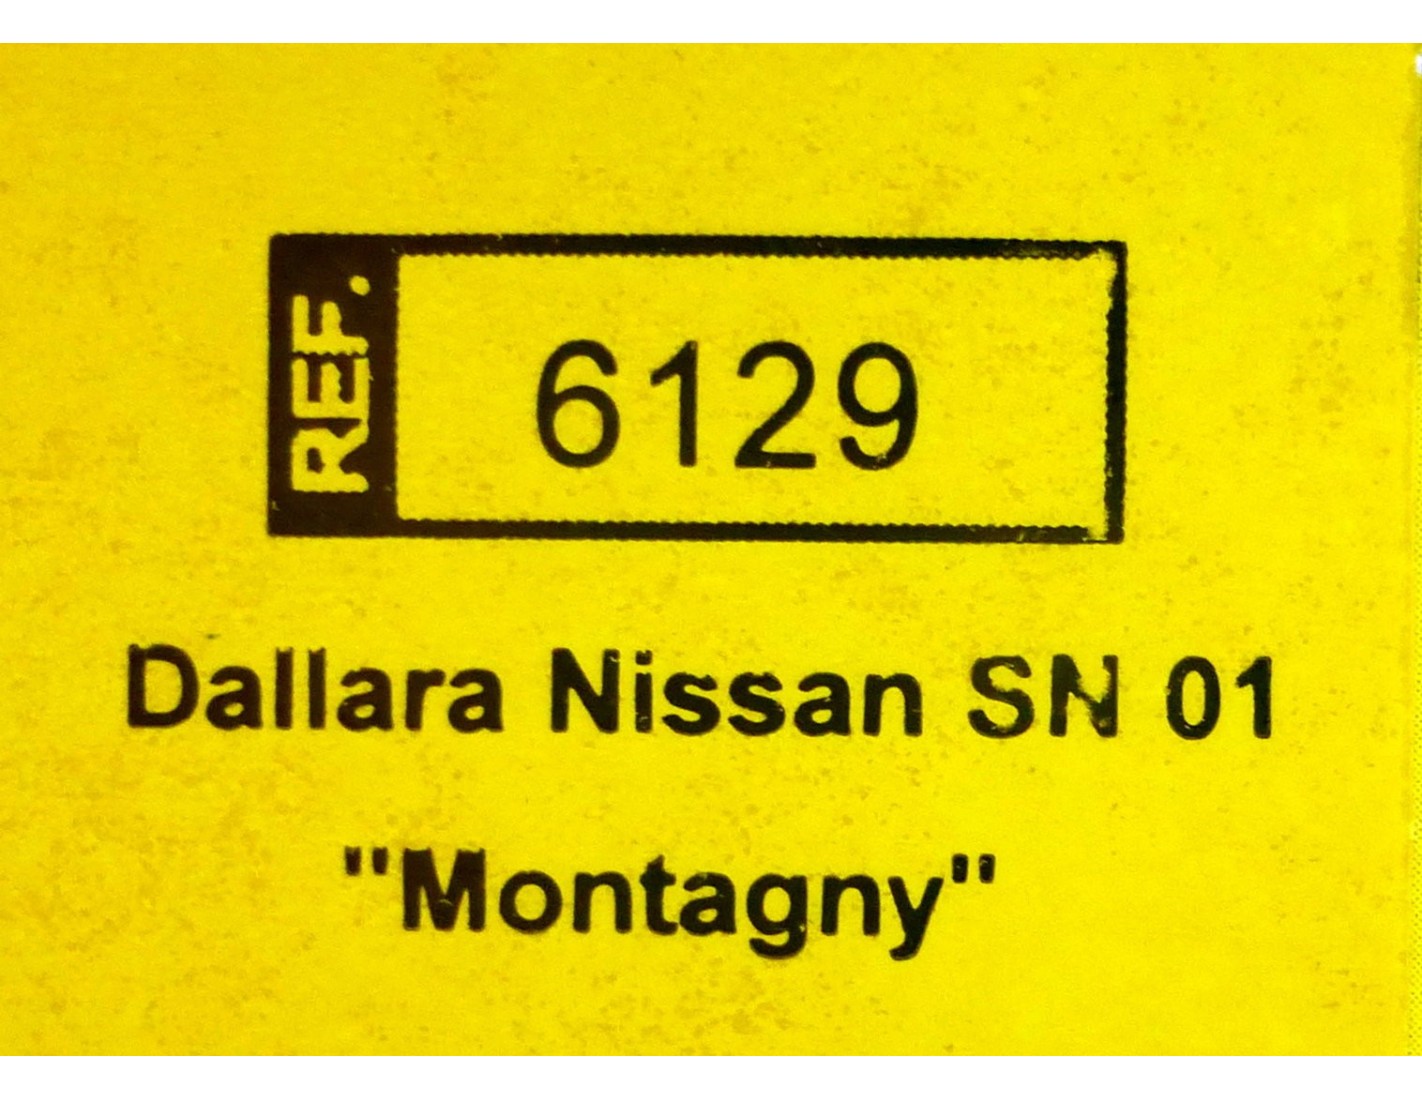 REF. 6129
Dallara Nissan SN 01
"Montagny"